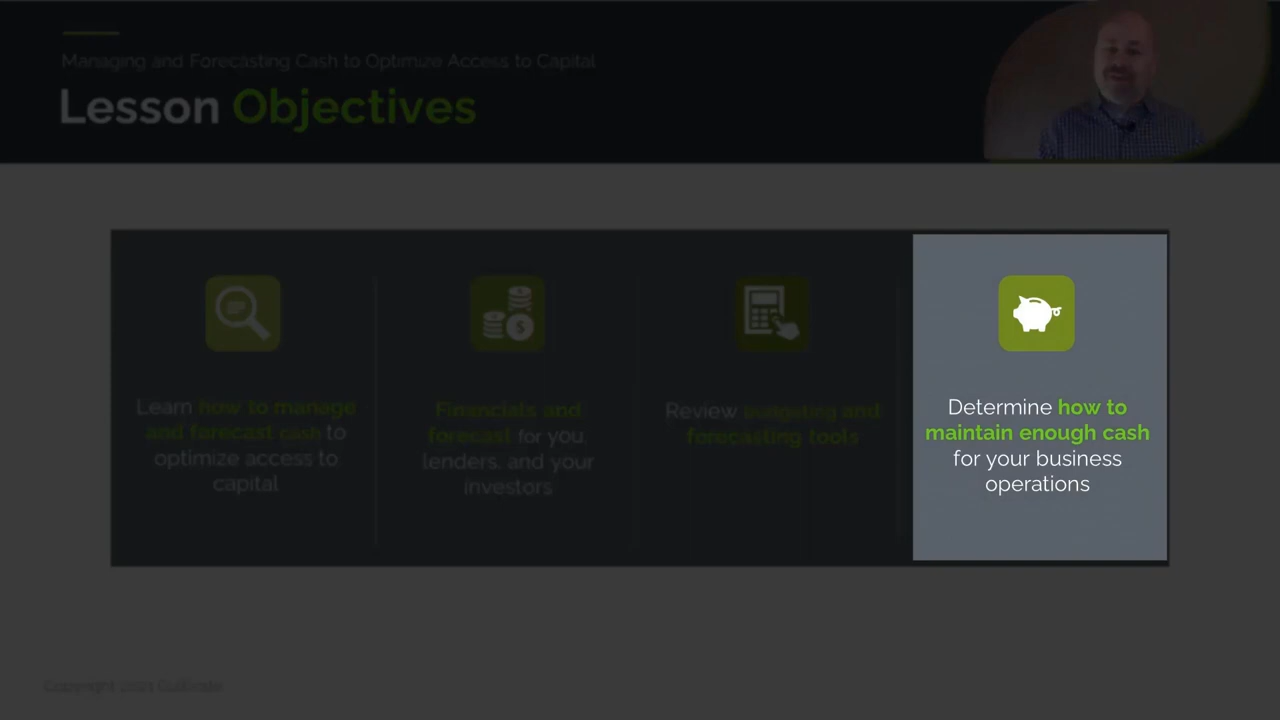 Managing and Forecasting Cash to Optimize Access to Capital
Lesson Objectives
Learn how to manage
and forecast cash to
optimize access to
capital
Financials and
forecast for you,
lenders, and your
investors
Review budgeting and
forecasting tools
Determine how to
maintain enough cash
for your business
operations
Copyright 2021